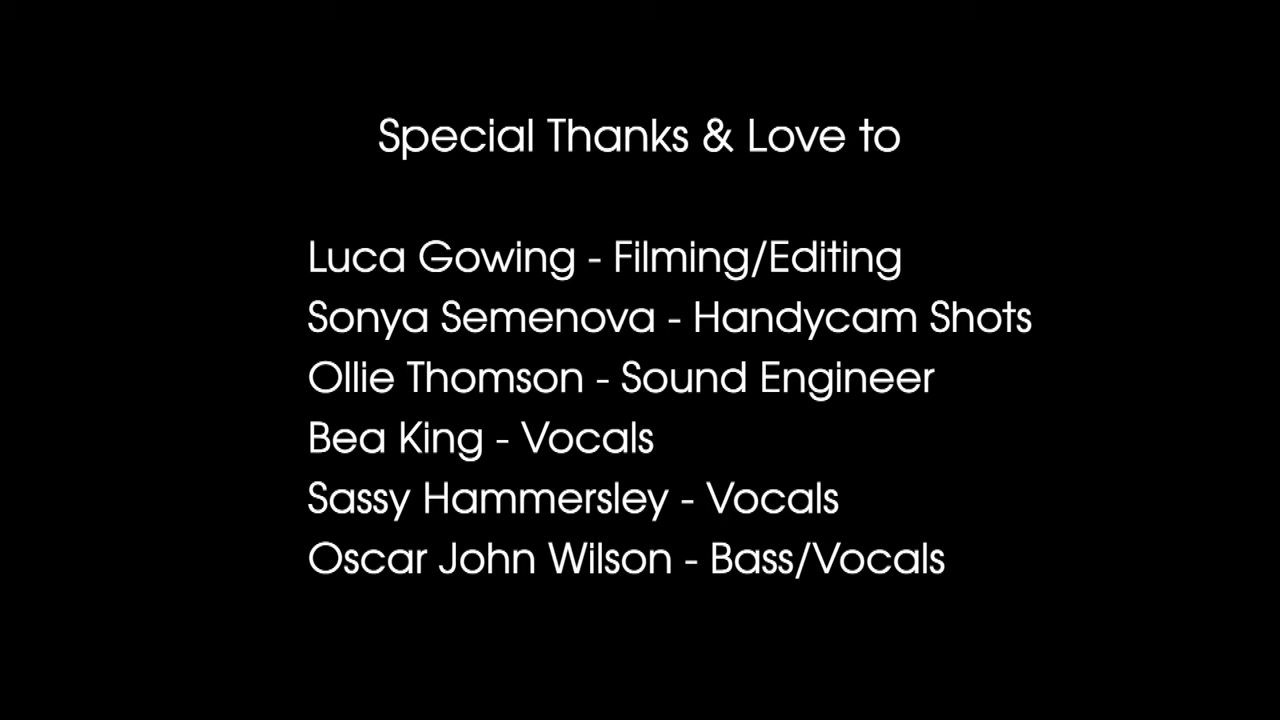 Special Thanks & Love to
Luca Gowing - Filming/Editing
Sonya Semenova - Handycam Shots
Ollie Thomson - Sound Engineer
Bea King - Vocals
Sassy Hammersley - Vocals
Oscar John Wilson - Bass/Vocals